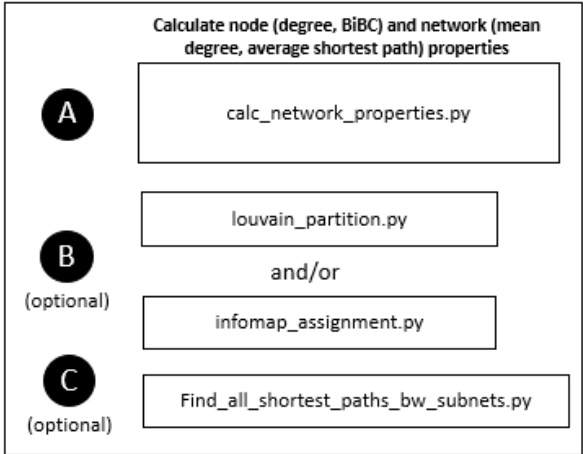 Calculate node (degree, BiBC) and network (mean
degree, average shortest path) properties
A
calc_network_properties.py
louvain_partition.py
B
and/or
(optional)
infomap_assignment.py
C
Find_all_shortest_paths_bw_subnets.py
(optional)